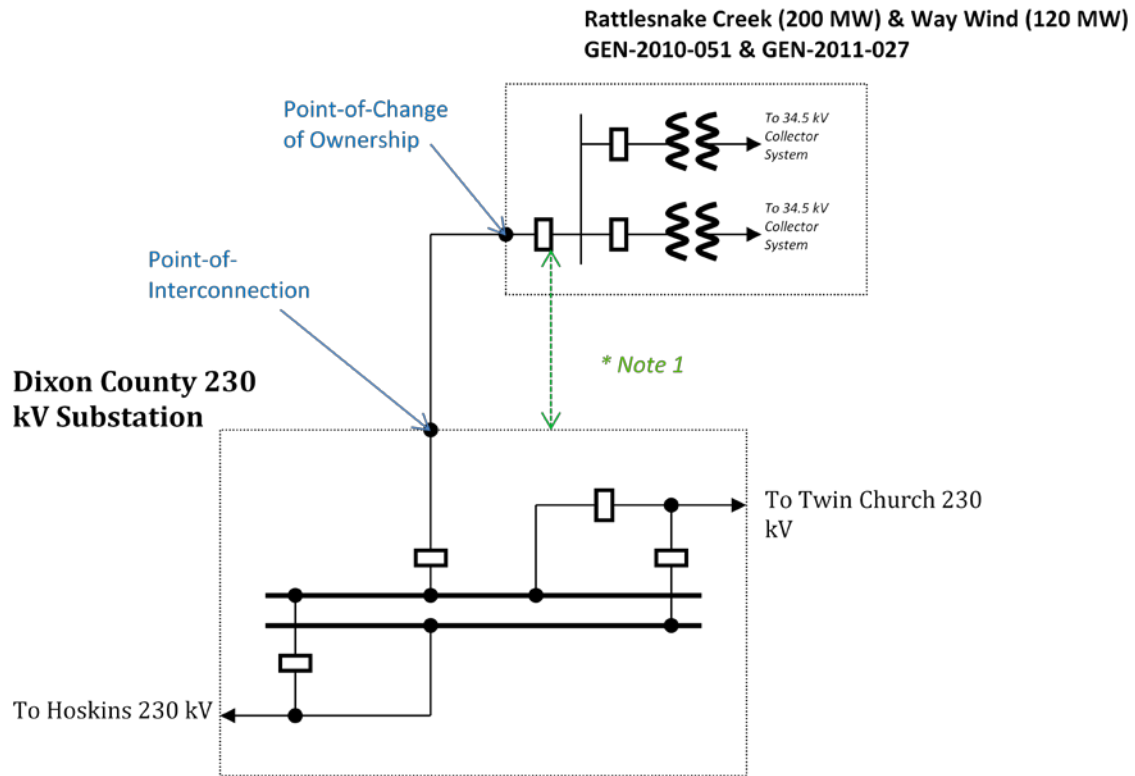 Rattlesnake Creek (200 MW) & Way Wind (120 MW)
GEN-2010-051 & GEN-2011-027
Point-of-Change
of Ownership
To 34.5 kV
Collector
System
To 34.5 kV
Collector
System
Point-of-
Interconnection
* Note 1
Dixon County 230
kV Substation
To Twin Church 230
kV
To Hoskins 230 kV